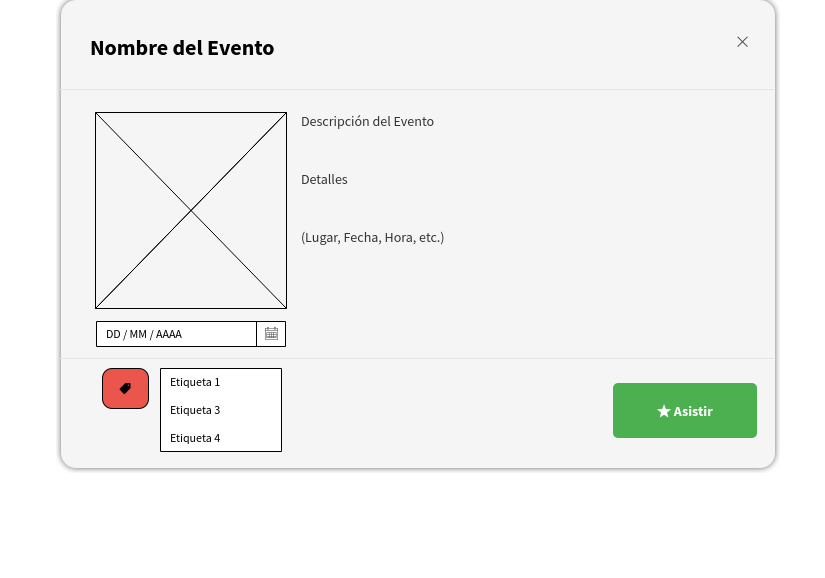 Nombre del Evento
Descripción del Evento
Detalles
(Lugar, Fecha, Hora, etc.)
DD / MM / AAAA
Etiqueta 1
Etiqueta 3
Etiqueta 4
Asistir